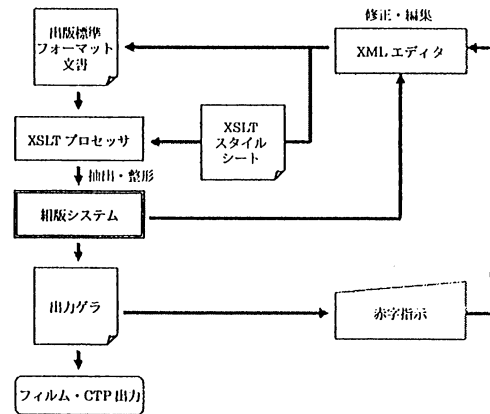 修正・編集
出版標準
フォーマット
文書
XMLエディタ
XSLTプロセッサ
XSLT
スタイル
シート
抽出・整形
組版システム
出力ゲラ
赤字指示
フィルム・CTP出力